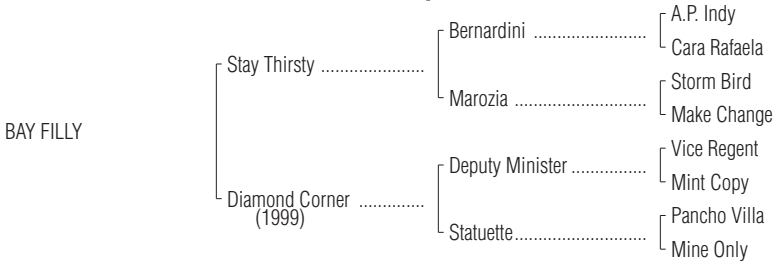 A.P. Indy
Bernardini ........................
Cara Rafaela
Stay Thirsty ......................
Storm Bird
Marozia ............................
Make Change
BAY FILLY
Vice Regent
Deputy Minister ................
Mint Copy
Diamond Corner ..............
(1999)
Pancho Villa
Statuette............................
Mine Only